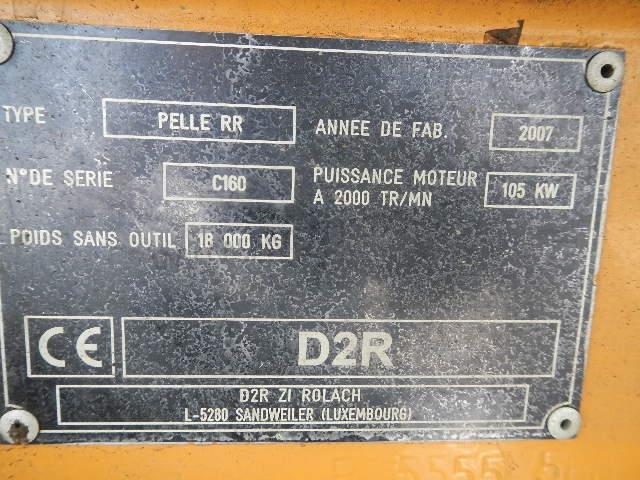 TYPE PELLE RR ANNEE DE FAB. 2007
N° DE SERIE C160 PUISSANCE MOTEUR A 2000 TR/MN 105 KW
POIDS SANS OUTIL 18 000 KG
CE D2R
D2R ZI ROLACH
L-5280 SANDWEILER (LUXEMBOURG)